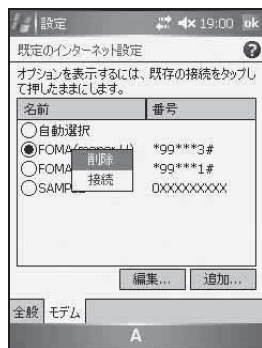 設定 19:00 ok
既定のインターネット設定
オプションを表示するには、既存の接続をタップし
て押したままにします。
名前 番号
自動選択
FOMA *99***3#
削除
FOMA *99***1#
接続
SAMP 0XXXXXXXXX
編集... 追加...
全般 モデム
A